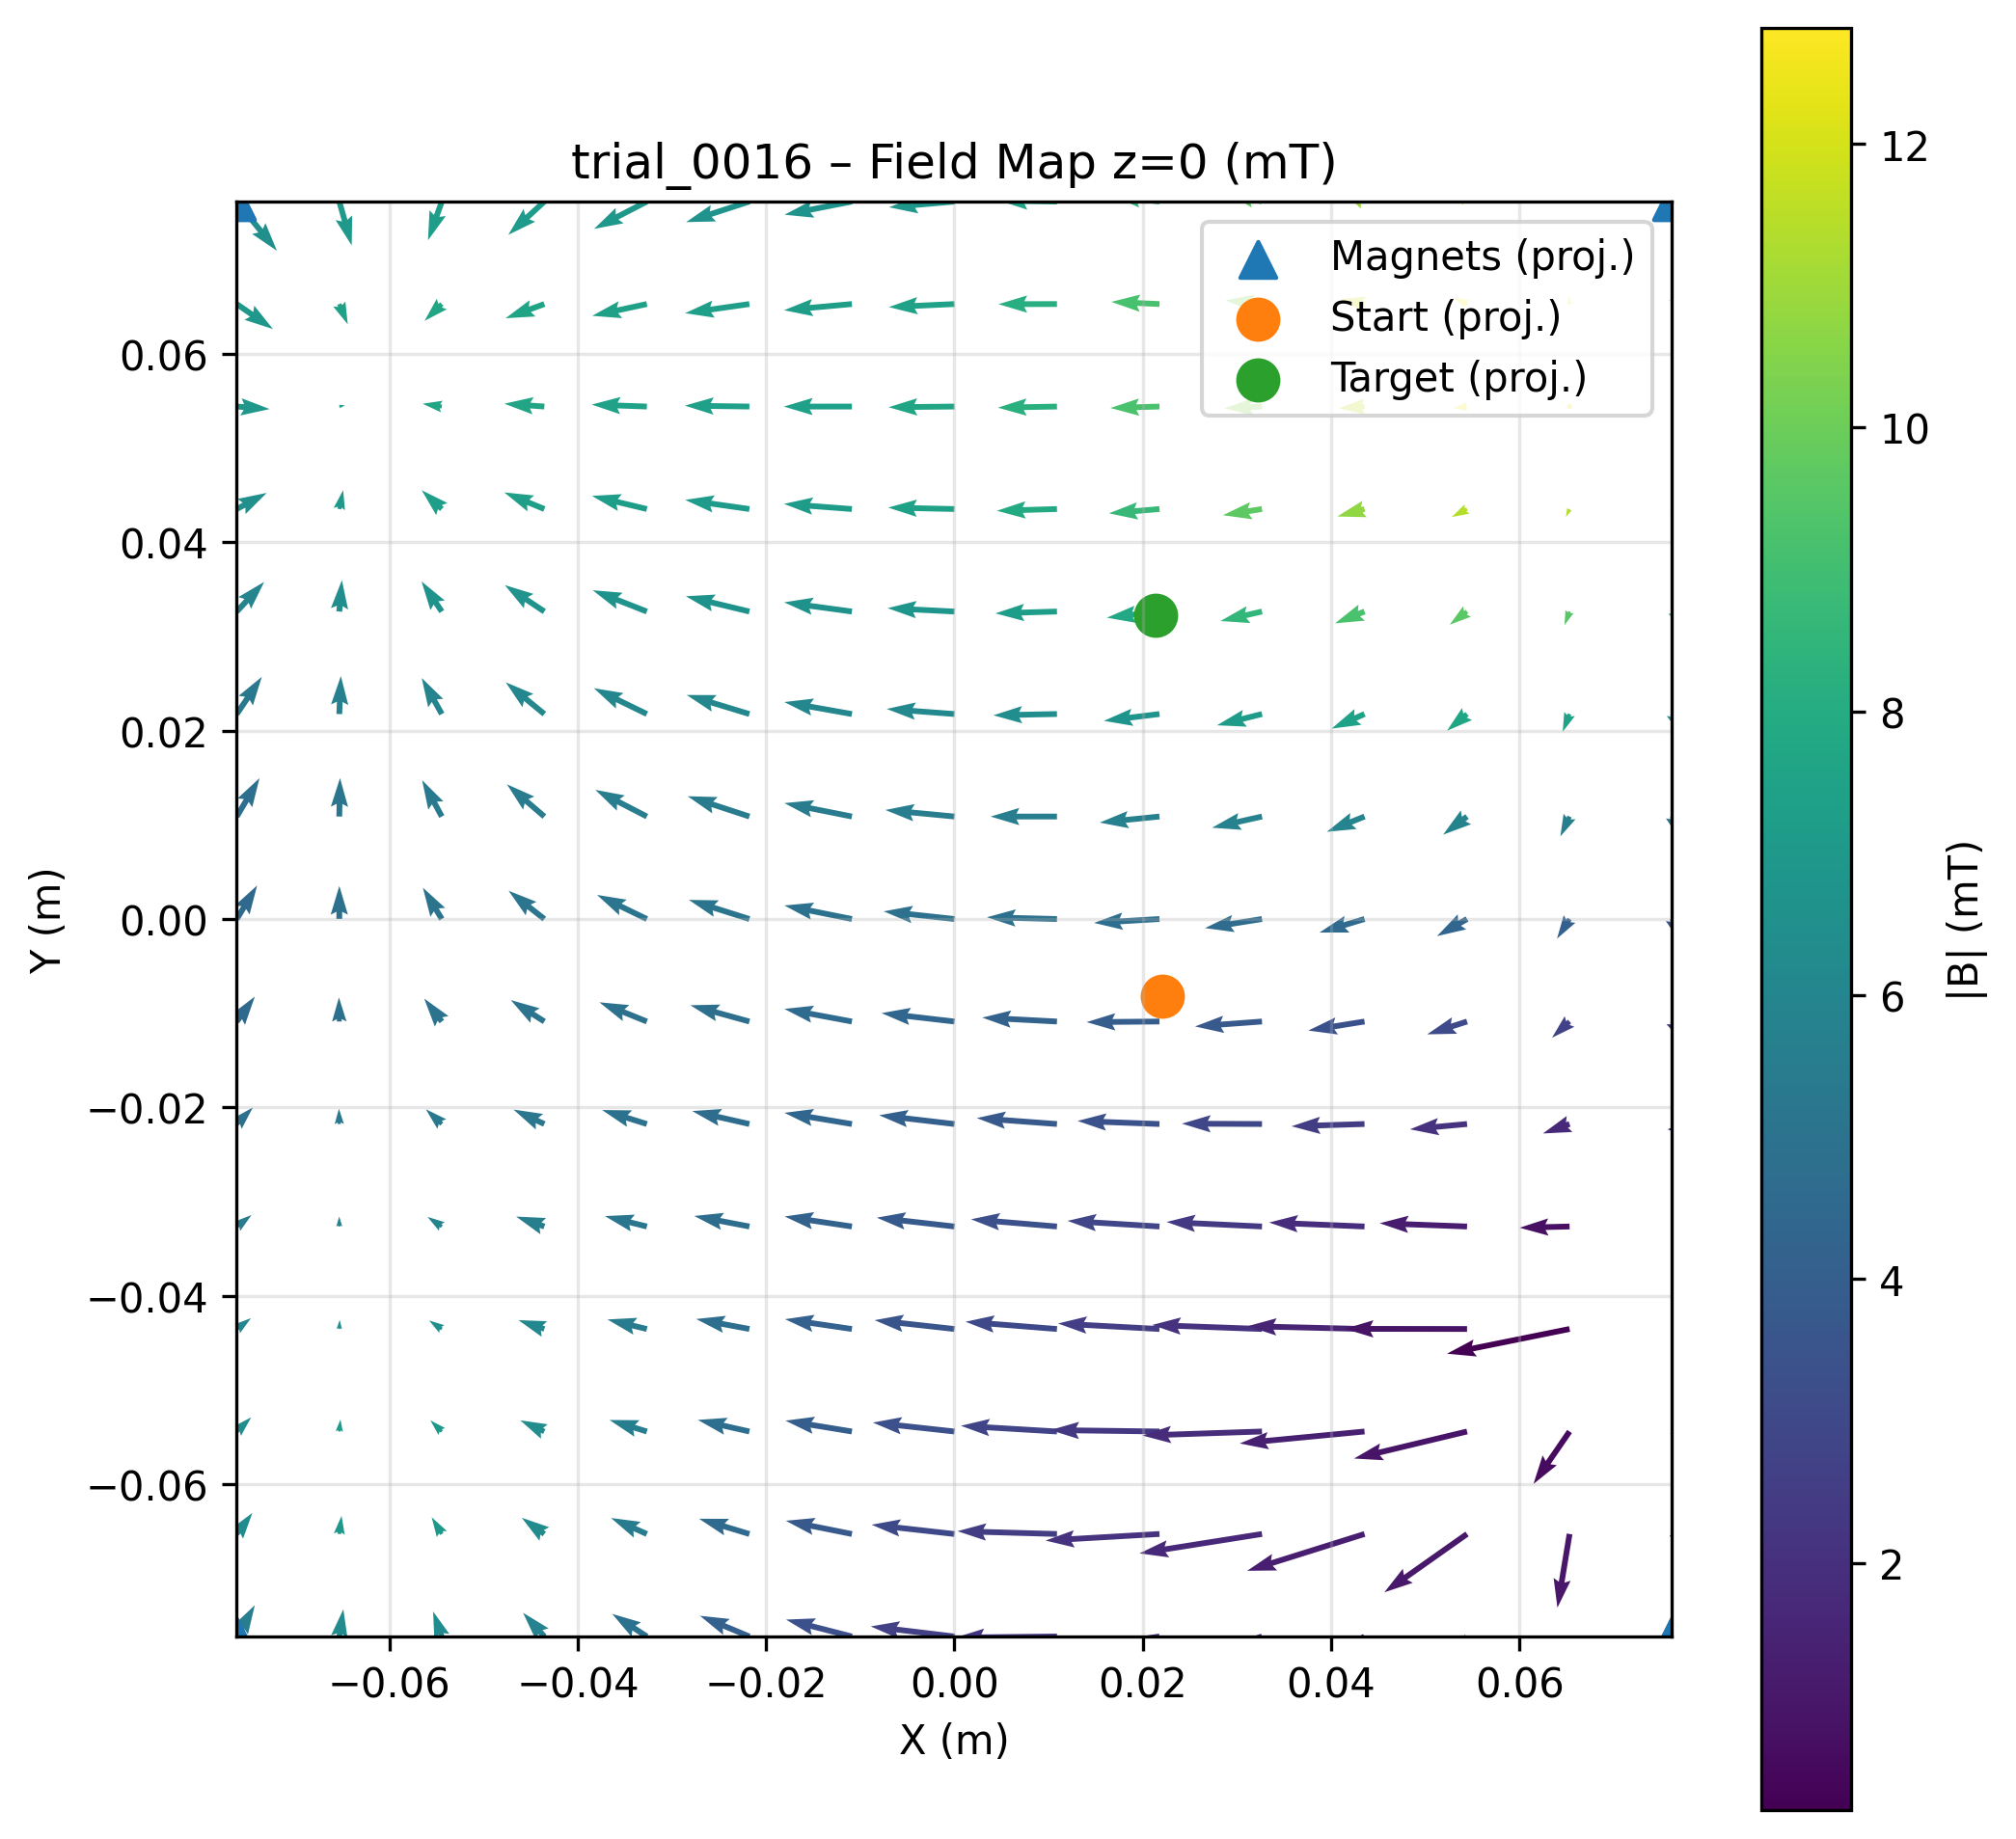 trial_0016 – Field Map z=0 (mT)
Magnets (proj.)
Start (proj.)
Target (proj.)
0.06
0.04
0.02
0.00
−0.02
−0.04
−0.06
Y (m)
−0.06 −0.04 −0.02 0.00 0.02 0.04 0.06
X (m)
12
10
8
6
4
2
|B| (mT)